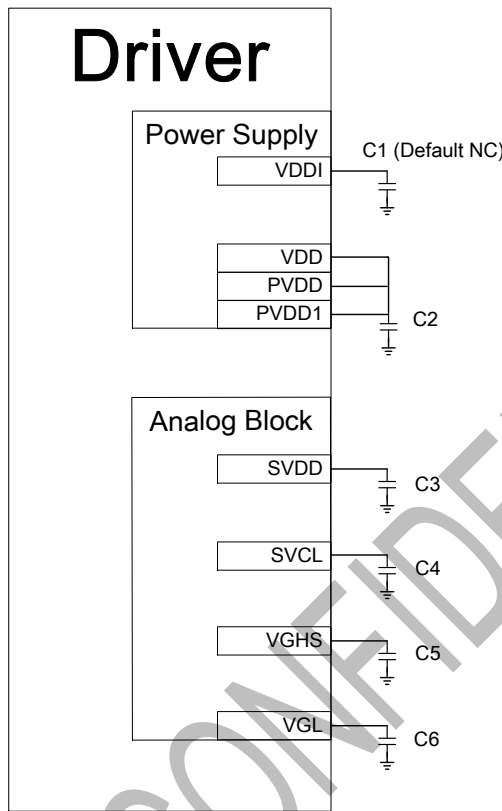 Driver
Power Supply
C1 (Default NC)
VDDI
VDD
PVDD
PVDD1
C2
Analog Block
SVDD
C3
SVCL
C4
VGHS
C5
VGL
C6
CONFIDE